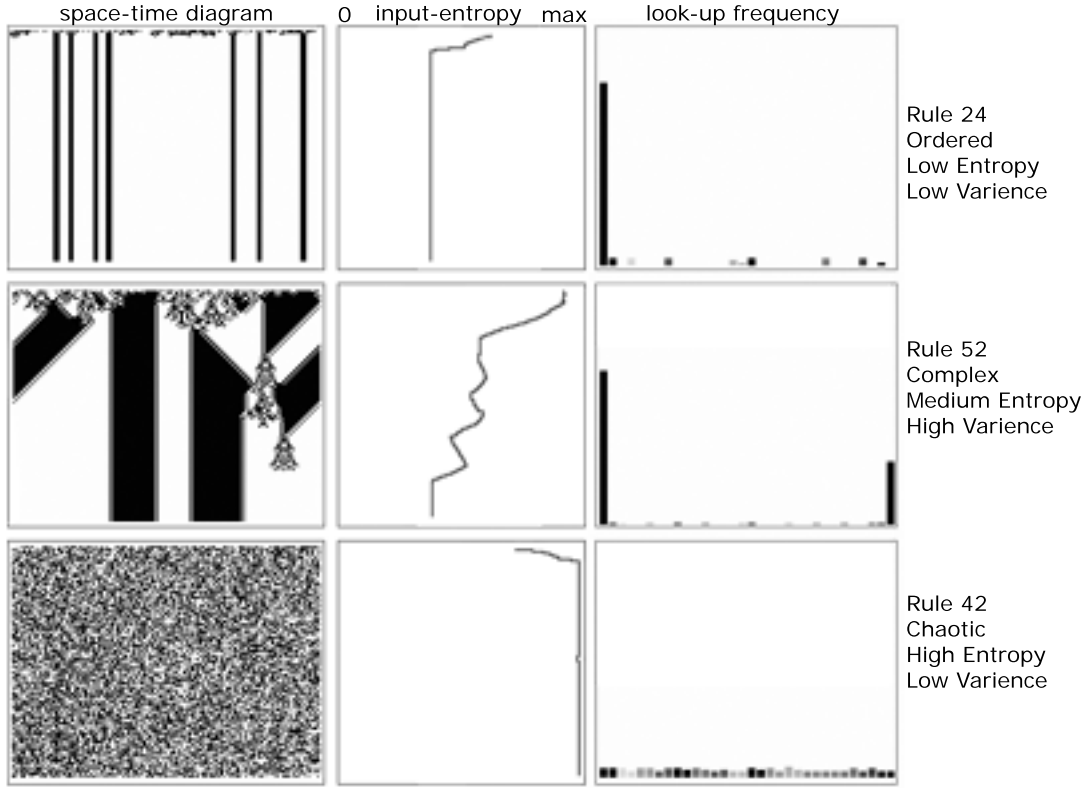 space-time diagram
0 input-entropy max
look-up frequency
Rule 24
Ordered
Low Entropy
Low Varience
Rule 52
Complex
Medium Entropy
High Varience
Rule 42
Chaotic
High Entropy
Low Varience